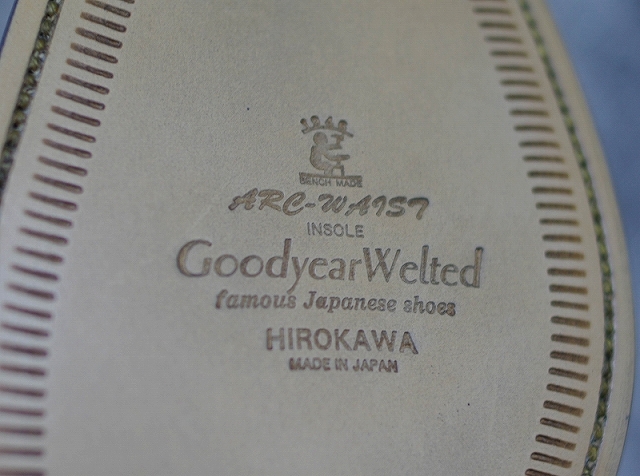 BENCH MADE
ARC-WAIST
INSOLE
GoodyearWelted
famous Japanese shoes
HIROKAWA
MADE IN JAPAN